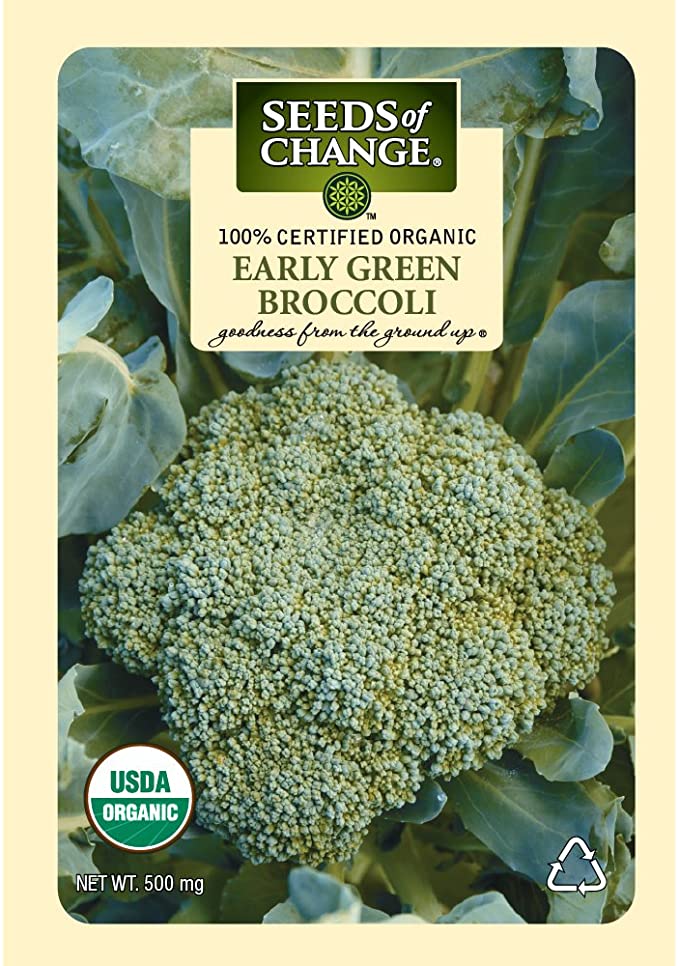 SEEDS of
CHANGE®
™
100% CERTIFIED ORGANIC
EARLY GREEN
BROCCOLI
goodness from the ground up®
USDA
ORGANIC
NET WT. 500 mg